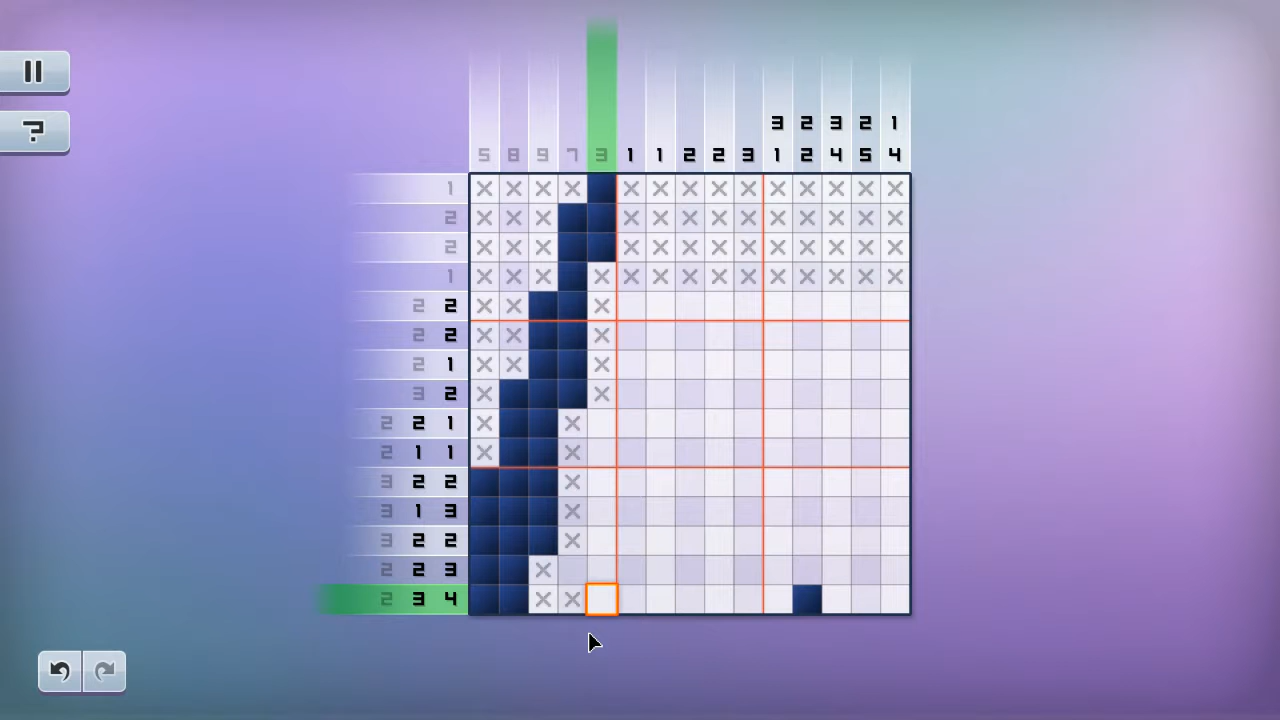 ?
3 2 3 2 1
5 8 9 7 3 1 1 2 2 3 1 2 4 5 4
1
2
2
1
2 2
2 2
2 1
3 2
2 2 1
2 1 1
3 2 2
3 1 3
3 2 2
2 2 3
2 3 4